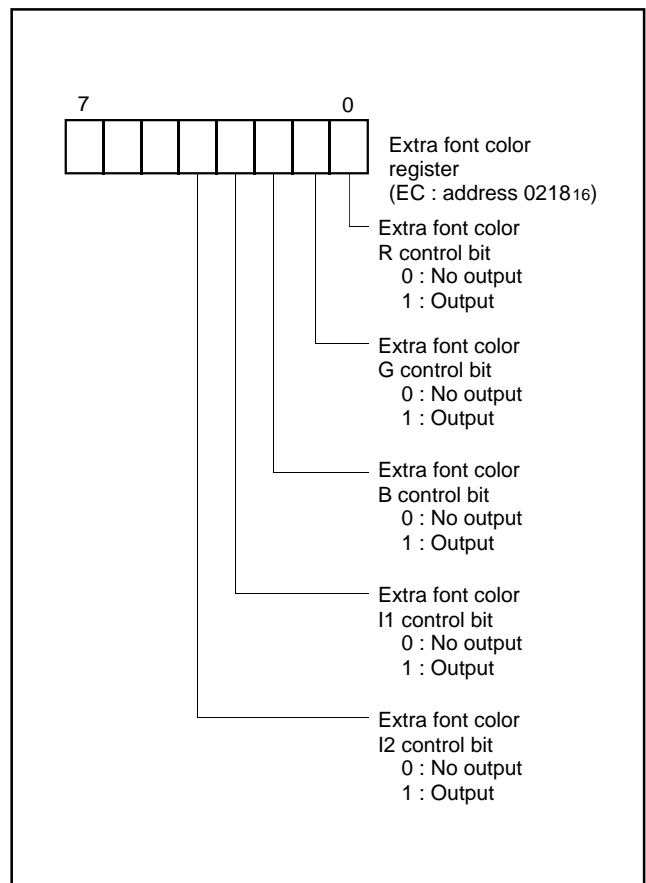 7 0
Extra font color
register
(EC : address 021816)
Extra font color
R control bit
0 : No output
1 : Output
Extra font color
G control bit
0 : No output
1 : Output
Extra font color
B control bit
0 : No output
1 : Output
Extra font color
I1 control bit
0 : No output
1 : Output
Extra font color
I2 control bit
0 : No output
1 : Output